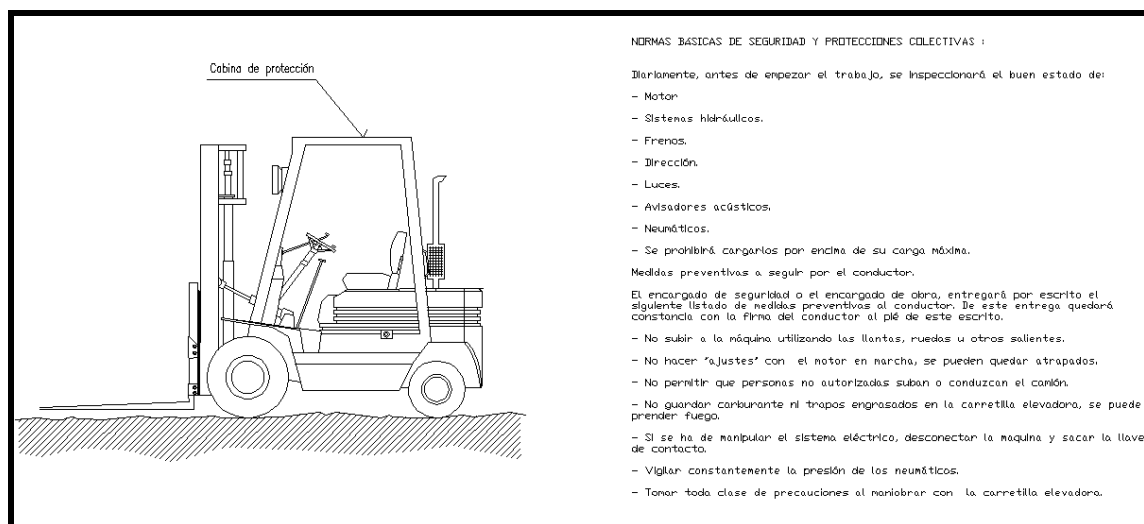 Cabina de protección
NORMAS BÁSICAS DE SEGURIDAD Y PROTECCIONES COLECTIVAS :
Diariamente, antes de empezar el trabajo, se inspeccionará el buen estado de:
- Motor
- Sistemas hidráulicos.
- Frenos.
- Dirección.
- Luces.
- Avisadores acústicos.
- Neumáticos.
- Se prohibirá cargarlos por encima de su carga máxima.
Medidas preventivas a seguir por el conductor.
El encargado de seguridad o el encargado de obra, entregará por escrito el
siguiente listado de medidas preventivas al conductor. De este entrega quedará
constancia con la firma del conductor al pié de este escrito.
- No subir a la máquina utilizando las llantas, ruedas u otros salientes.
- No hacer "ajustes" con el motor en marcha, se pueden quedar atrapados.
- No permitir que personas no autorizadas suban o conduzcan el camión.
- No guardar carburante ni trapos engrasados en la carretilla elevadora, se puede
prender fuego.
- Si se ha de manipular el sistema eléctrico, desconectar la maquina y sacar la llave
de contacto.
- Vigilar constantemente la presión de los neumáticos.
- Tomar toda clase de precauciones al maniobrar con la carretilla elevadora.